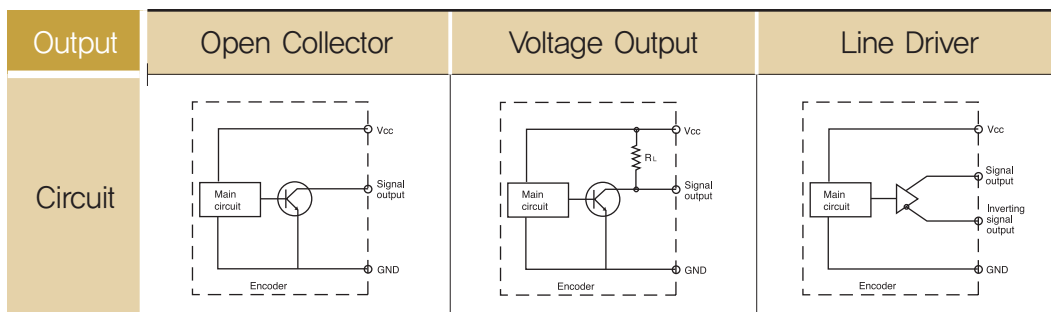 Output
Open Collector
Voltage Output
Line Driver
Circuit
Vcc
Main
circuit
Signal
output
GND
Encoder
Vcc
RL
Main
circuit
Signal
output
GND
Encoder
Vcc
Main
circuit
Signal
output
Inverting
signal
output
GND
Encoder